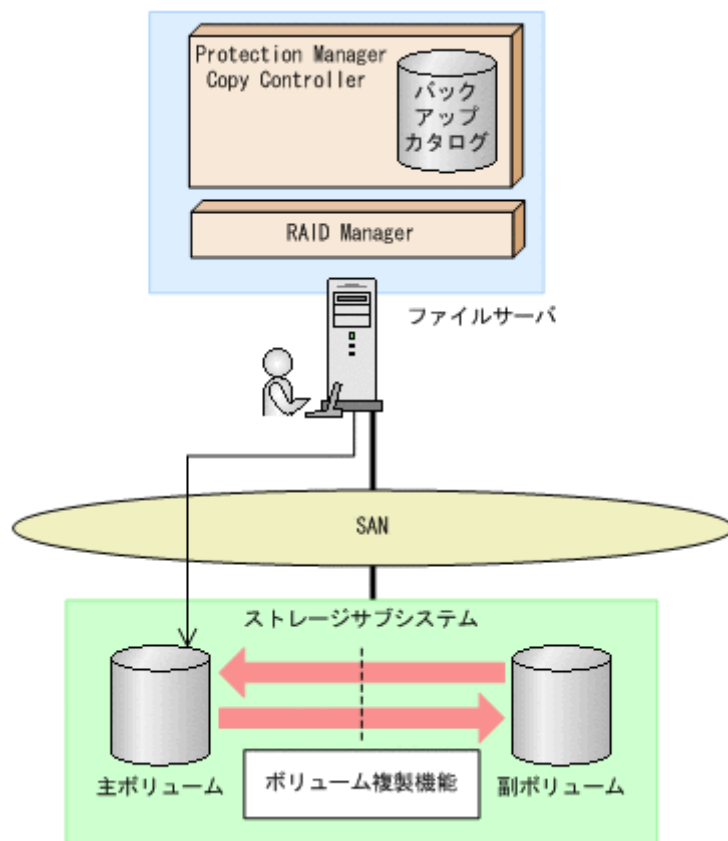 Protection Manager
Copy Controller
バック
アップ
カタログ
RAID Manager
ファイルサーバ
SAN
ストレージサブシステム
主ボリューム
ボリューム複製機能
副ボリューム